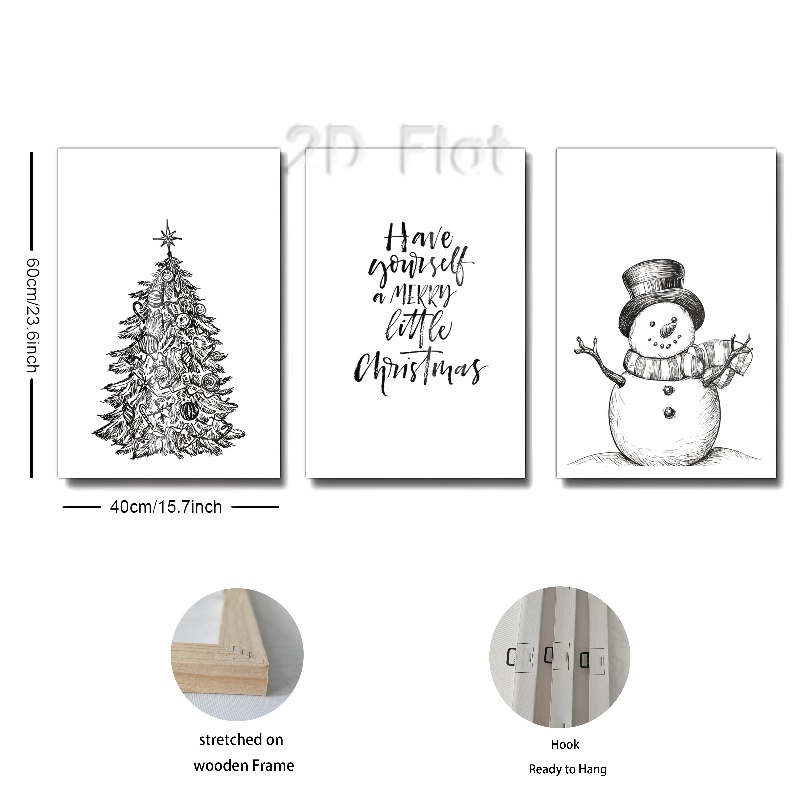 2D Flat
60cm/23.6inch
Have
yourself
a MERRY
little
Christmas
40cm/15.7inch
stretched on
wooden Frame
Hook
Ready to Hang